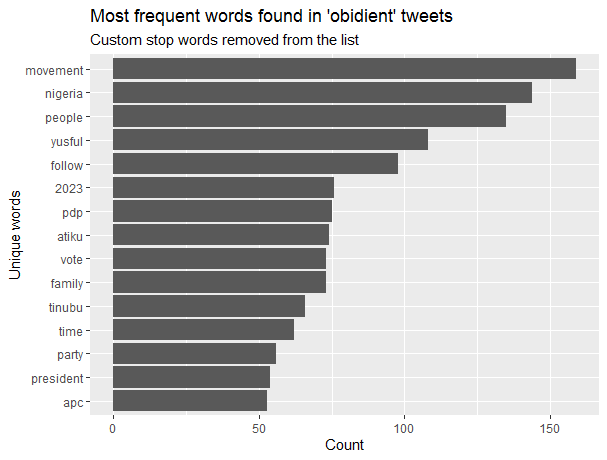 Most frequent words found in 'obidient' tweets
Custom stop words removed from the list
movement
nigeria
people
yusful
follow
2023
pdp
atiku
vote
family
tinubu
time
party
president
apc
Unique words
0 50 100 150
Count